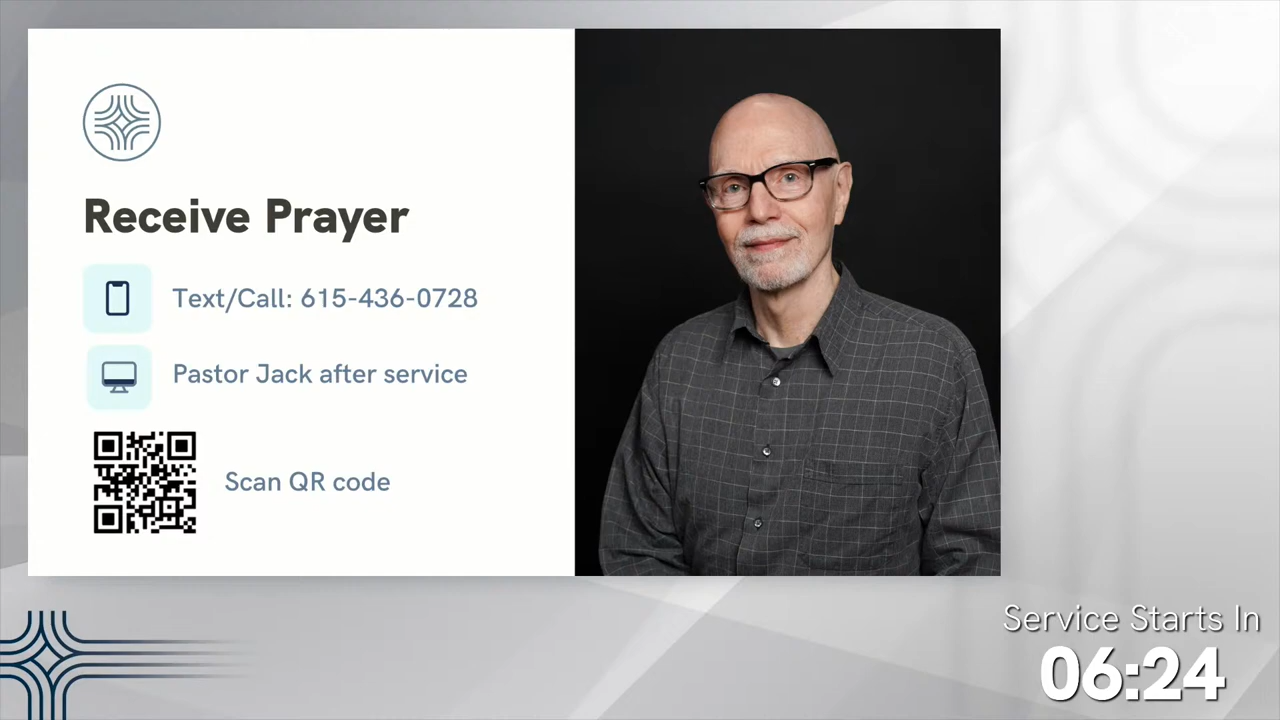 Receive Prayer
Text/Call: 615-436-0728
Pastor Jack after service
Scan QR code
Service Starts In
06:24